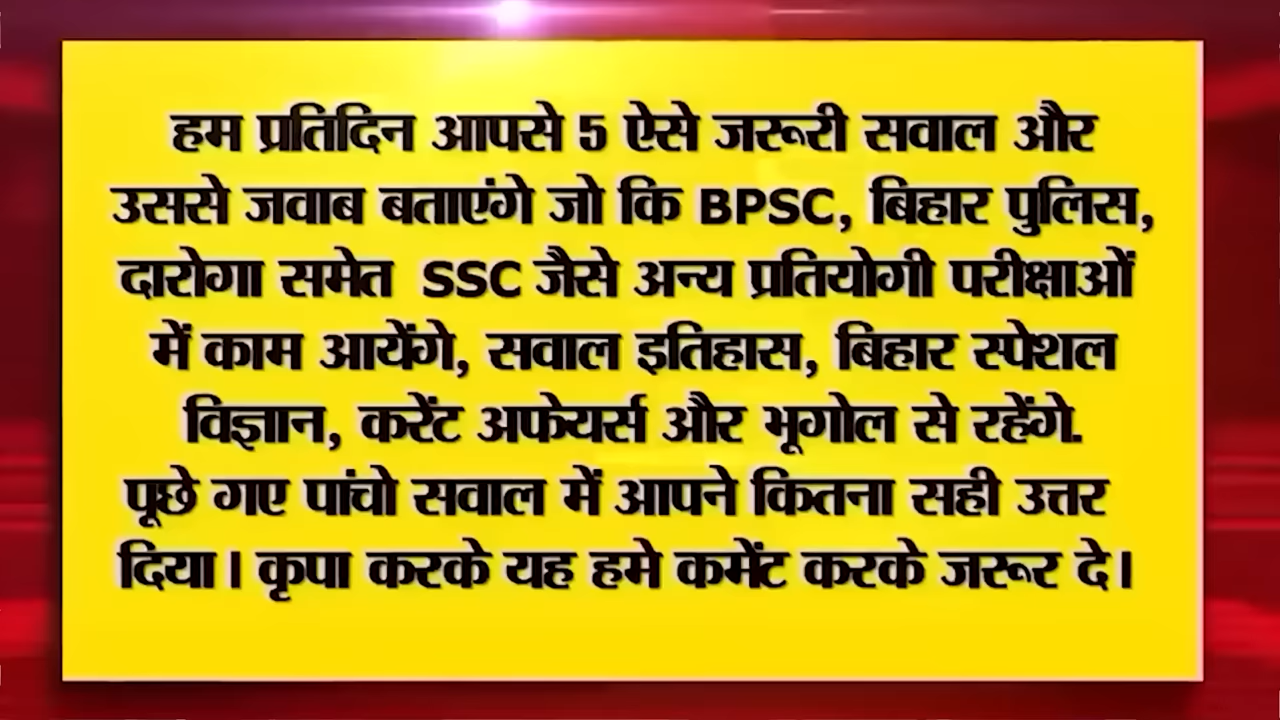 हम प्रतिदिन आपसे 5 ऐसे जरूरी सवाल और
उससे जवाब बताएंगे जो कि BPSC, बिहार पुलिस,
दारोगा समेत SSC जैसे अन्य प्रतियोगी परीक्षाओं
में काम आयेंगे, सवाल इतिहास, बिहार स्पेशल
विज्ञान, करेंट अफेयर्स और भूगोल से रहेंगे.
पूछे गए पांचो सवाल में आपने कितना सही उत्तर
दिया। कृपा करके यह हमे कमेंट करके जरूर दे।